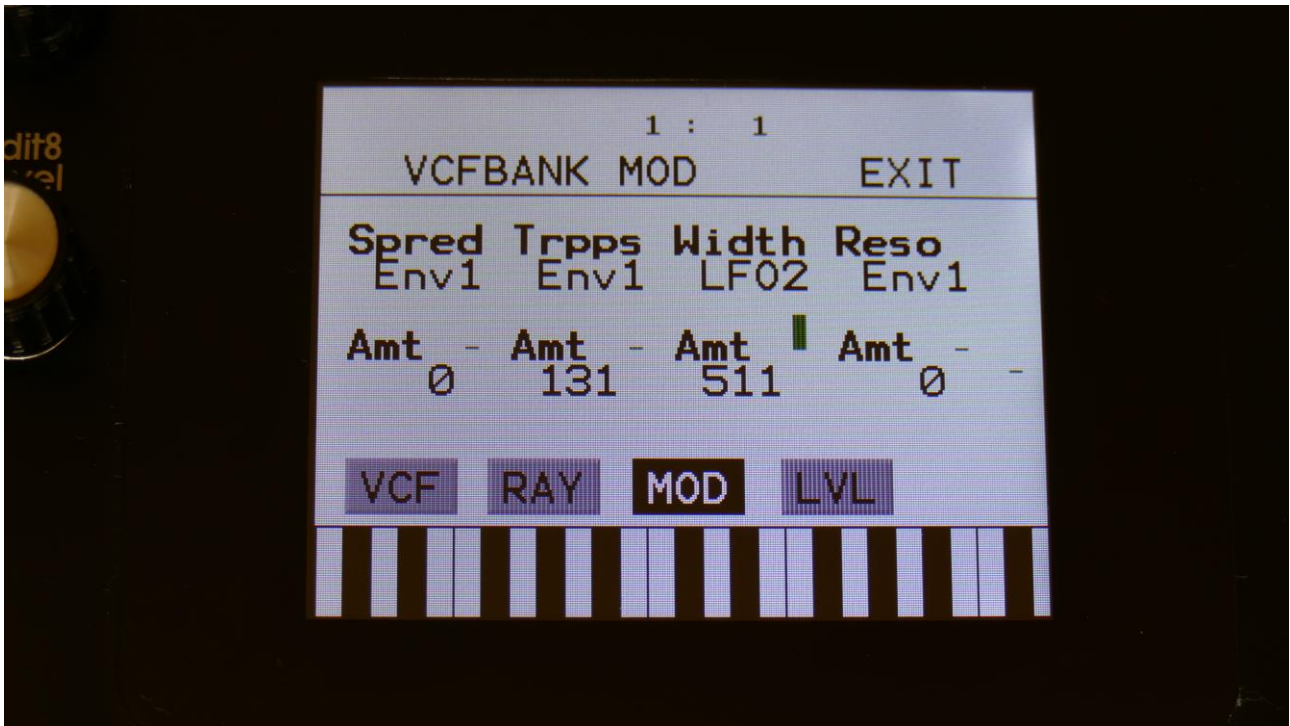 dit8
1 : 1
VCFBANK MOD EXIT
Spred Trpps Width Reso
Env1 Env1 LFO2 Env1
Amt - Amt - Amt Amt -
0 131 511 0 -
VCF RAY MOD LVL